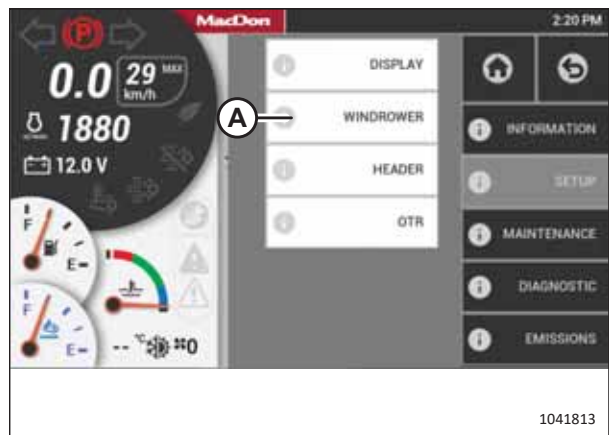 MacDon
2:20 PM
P
0.0
29 MAX
km/h
1880
12.0 V
F
E
F
E
-- °C
0
A
DISPLAY
WINDROWER
HEADER
OTR
INFORMATION
SETUP
MAINTENANCE
DIAGNOSTIC
EMISSIONS
1041813